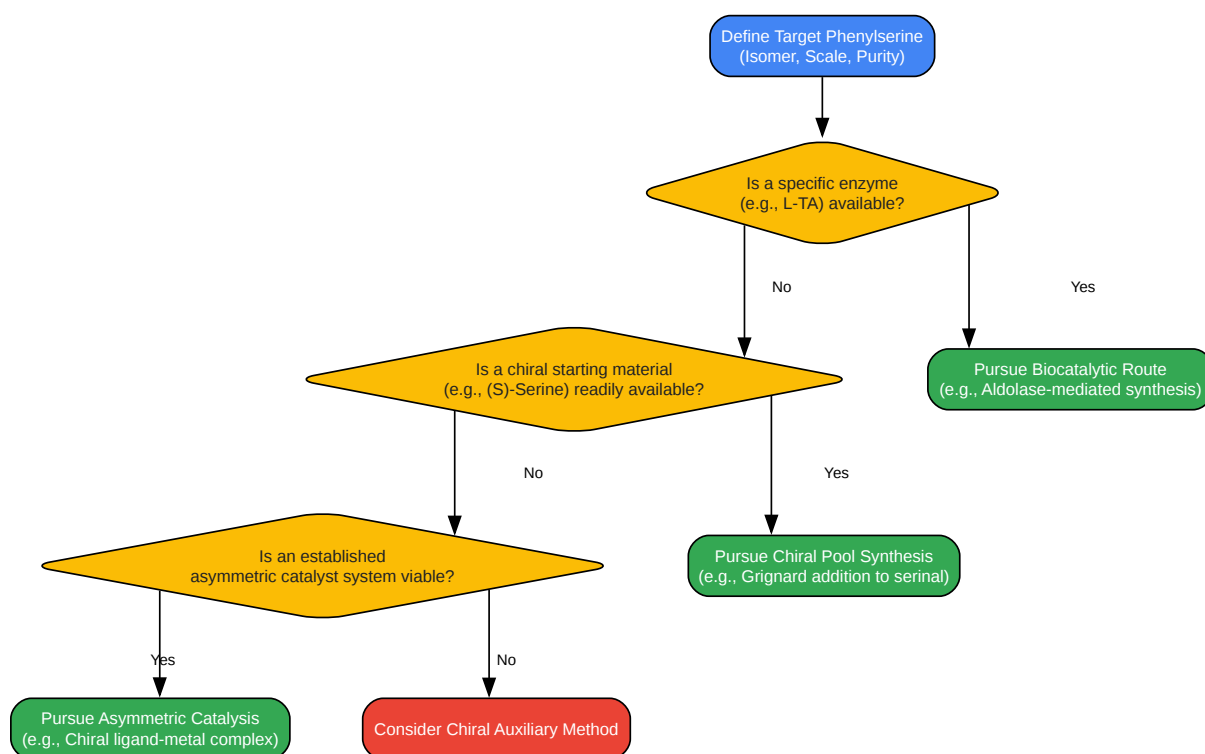 Define Target Phenylserine
(Isomer, Scale, Purity)
Is a specific enzyme
(e.g., L-TA) available?
No
Yes
Is a chiral starting material
(e.g., (S)-Serine) readily available?
Pursue Biocatalytic Route
(e.g., Aldolase-mediated synthesis)
No
Yes
Is an established
asymmetric catalyst system viable?
Pursue Chiral Pool Synthesis
(e.g., Grignard addition to serinal)
Yes
No
Pursue Asymmetric Catalysis
(e.g., Chiral ligand-metal complex)
Consider Chiral Auxiliary Method